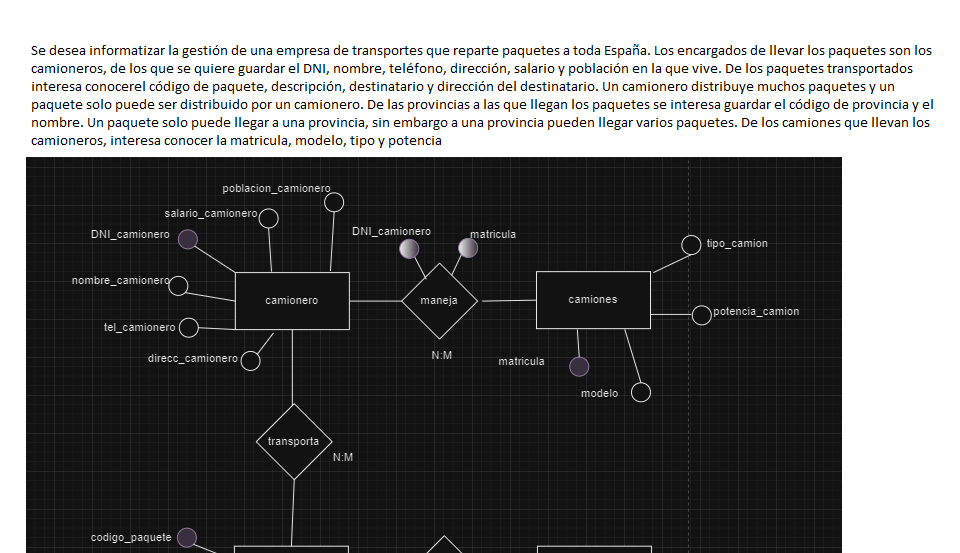 Se desea informatizar la gestión de una empresa de transportes que reparte paquetes a toda España. Los encargados de llevar los paquetes son los
camioneros, de los que se quiere guardar el DNI, nombre, teléfono, dirección, salario y población en la que vive. De los paquetes transportados
interesa conocerel código de paquete, descripción, destinatario y dirección del destinatario. Un camionero distribuye muchos paquetes y un
paquete solo puede ser distribuido por un camionero. De las provincias a las que llegan los paquetes se interesa guardar el código de provincia y el
nombre. Un paquete solo puede llegar a una provincia, sin embargo a una provincia pueden llegar varios paquetes. De los camiones que llevan los
camioneros, interesa conocer la matricula, modelo, tipo y potencia
poblacion_camionero
salario_camionero
DNI_camionero
DNI_camionero
matricula
tipo_camion
nombre_camionero
camionero
maneja
camiones
potencia_camion
tel_camionero
direcc_camionero
N:M
matricula
modelo
transporta
N:M
codigo_paquete